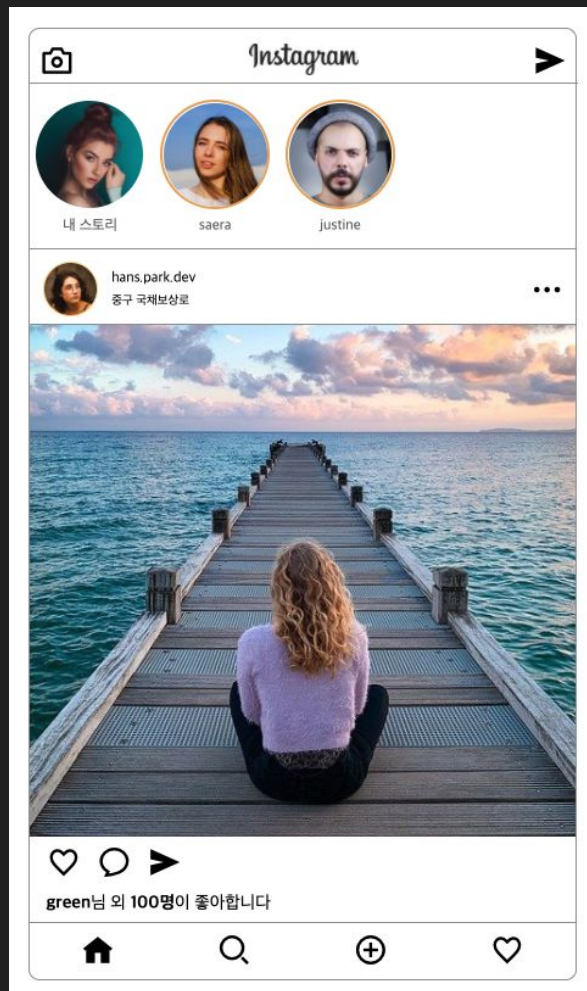 Instagram
내 스토리
saera
justine
hans.park.dev
중구 국채보상로
green님 외 100명이 좋아합니다